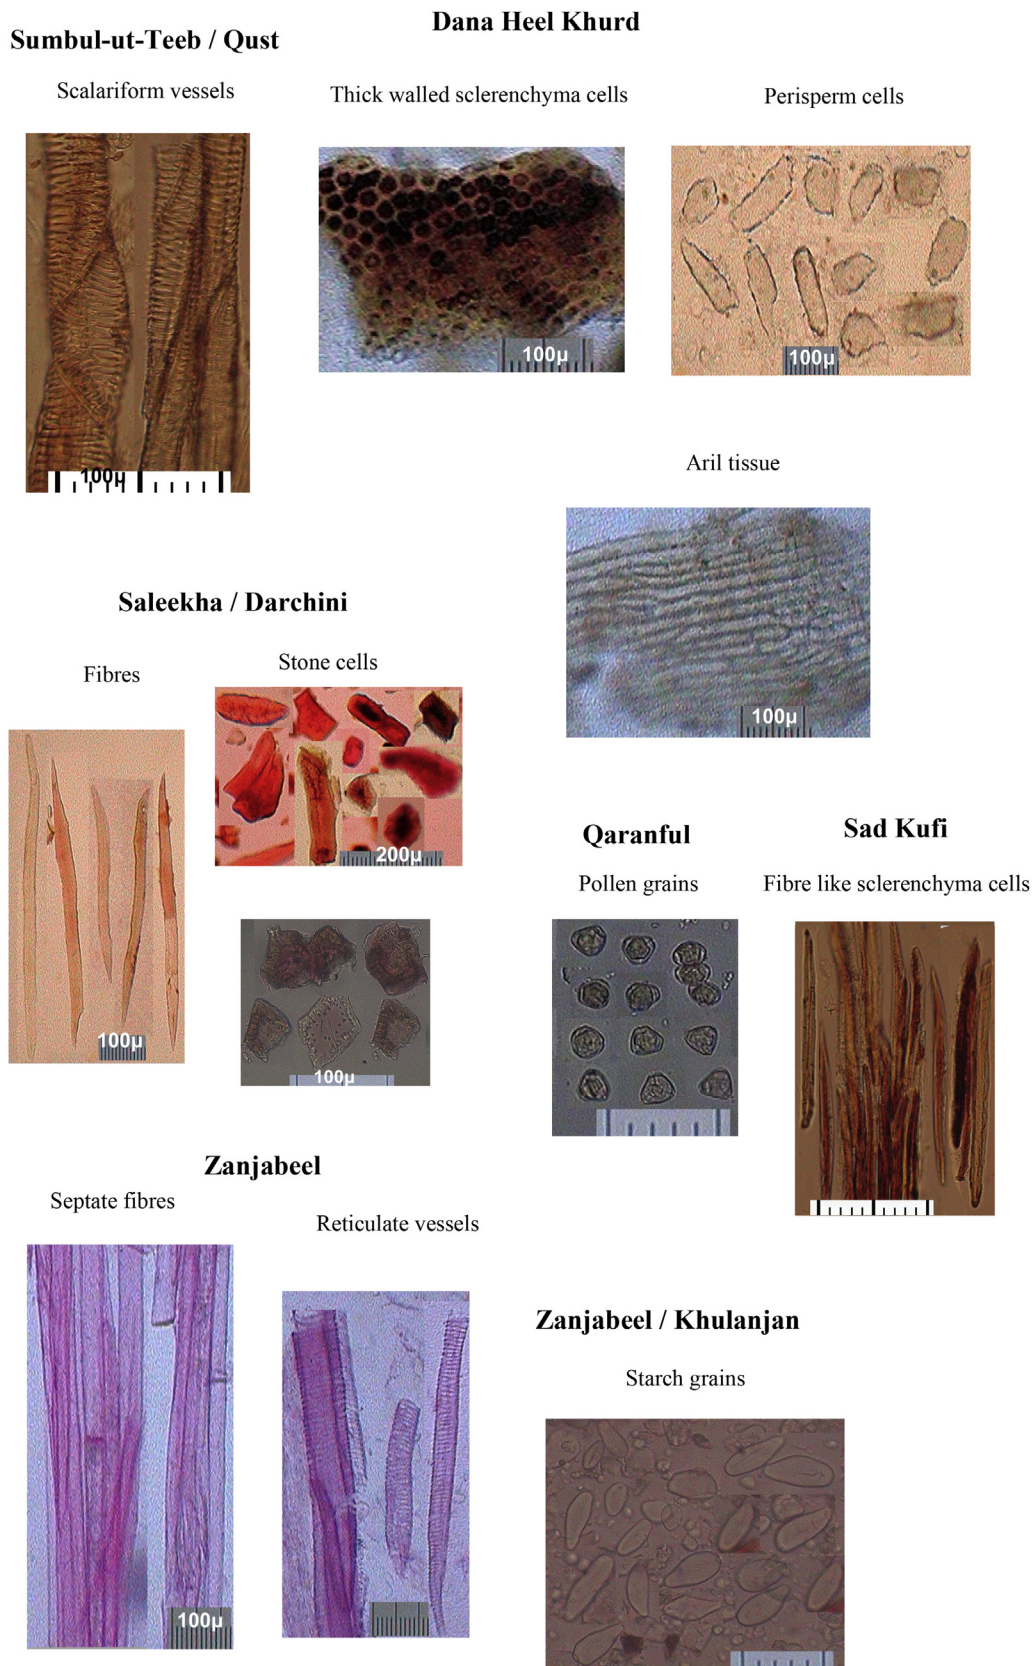 Dana Heel Khurd
Sumbul-ut-Teeb / Qust
Scalariform vessels
Thick walled sclerenchyma cells
Perisperm cells
100µ
100µ
100µ
Aril tissue
100µ
Saleekha / Darchini
Fibres
Stone cells
100µ
200µ
100µ
Qaranful
Pollen grains
Sad Kufi
Fibre like sclerenchyma cells
Zanjabeel
Septate fibres
Reticulate vessels
100µ
Zanjabeel / Khulanjan
Starch grains